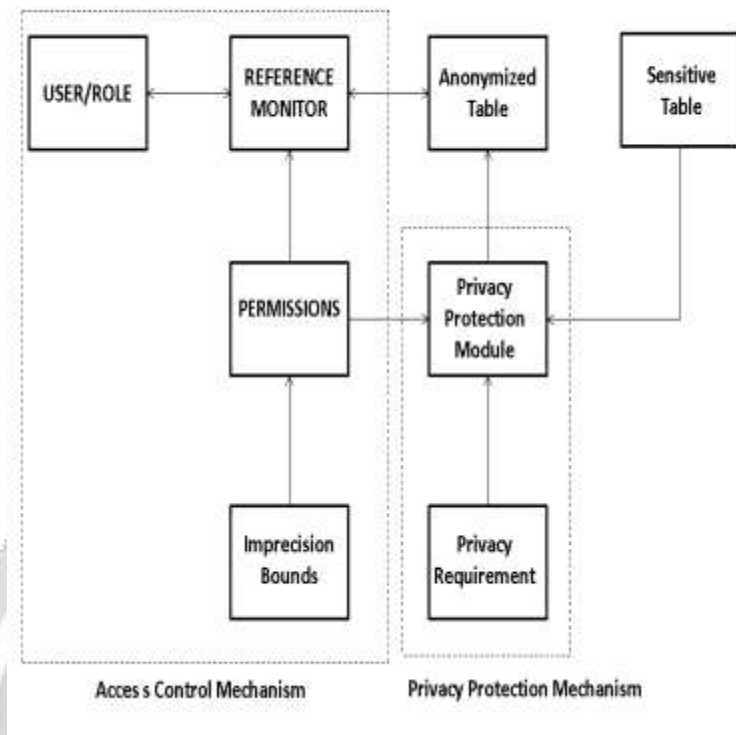 USER/ROLE
REFERENCE
MONITOR
Anonymized
Table
Sensitive
Table
PERMISSIONS
Privacy
Protection
Module
Imprecision
Bounds
Privacy
Requirement
Acces s Control Mechanism
Privacy Protection Mechanism